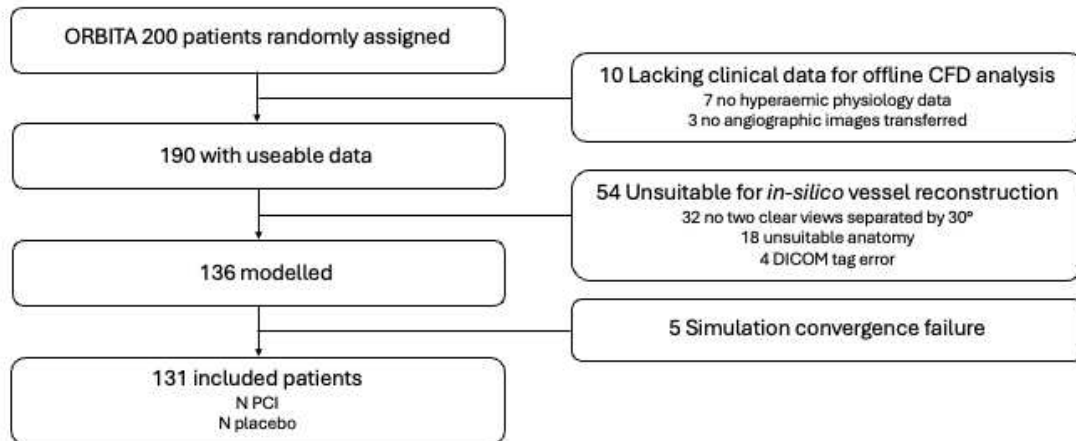 ORBITA 200 patients randomly assigned
10 Lacking clinical data for offline CFD analysis
7 no hyperaemic physiology data
3 no angiographic images transferred
190 with useable data
54 Unsuitable for in-silico vessel reconstruction
32 no two clear views separated by 30°
18 unsuitable anatomy
4 DICOM tag error
136 modelled
5 Simulation convergence failure
131 included patients
N PCI
N placebo